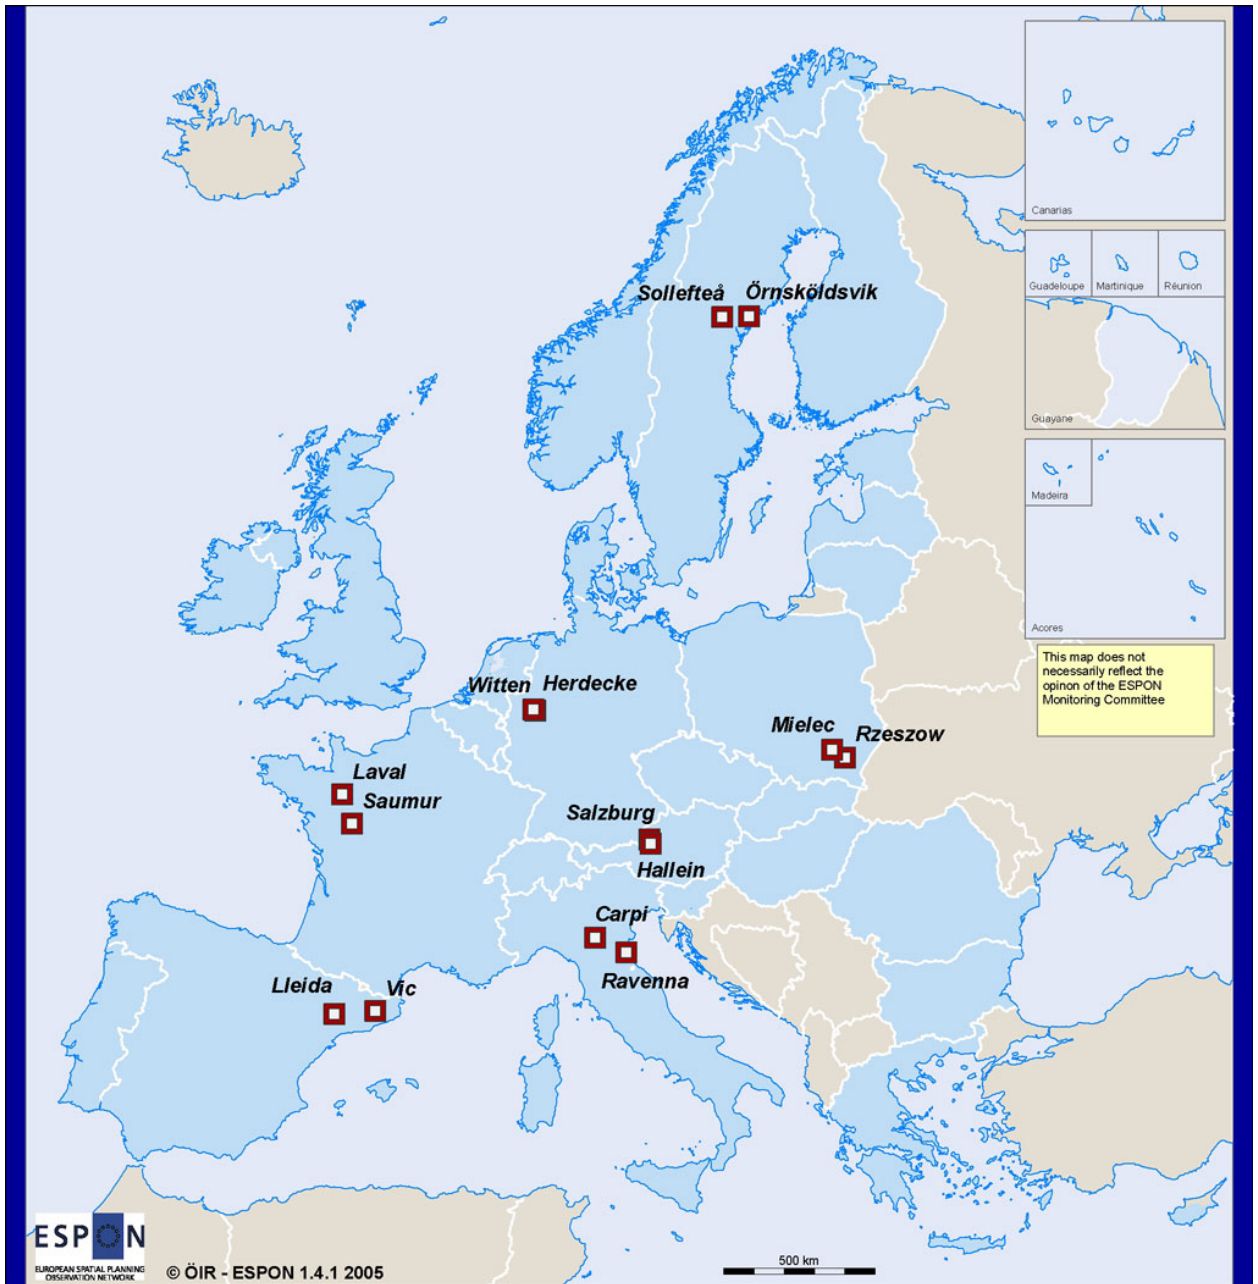 Canarias
Guadeloupe
Martinique
Réunion
Guayane
Madeira
Acores
This map does not
necessarily reflect the
opinon of the ESPON
Monitoring Committee
Sollefteå
Örnsköldsvik
Witten
Herdecke
Mielec
Rzeszow
Laval
Saumur
Salzburg
Hallein
Carpi
Ravenna
Lleida
Vic
ESPON
EUROPEAN SPATIAL PLANNING
OBSERVATION NETWORK
© ÖIR - ESPON 1.4.1 2005
500 km